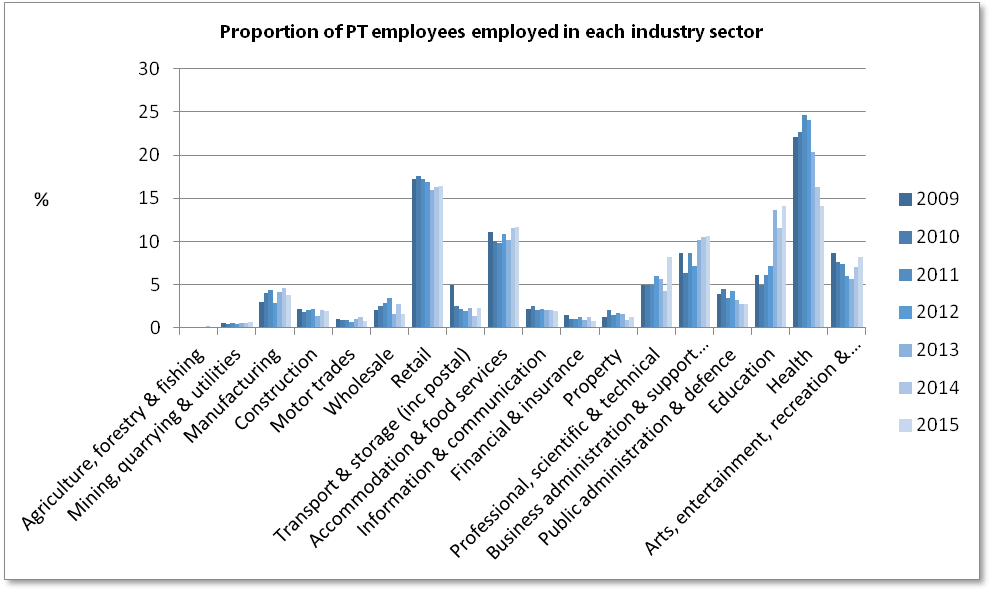 Proportion of PT employees employed in each industry sector
30
25
20
15
10
5
0
%
Agriculture, forestry & fishing
Mining, quarrying & utilities
Manufacturing
Construction
Motor trades
Wholesale
Retail
Transport & storage (inc postal)
Accommodation & food services
Information & communication
Financial & insurance
Property
Professional, scientific & technical
Business administration & support...
Public administration & defence
Education
Health
Arts, entertainment, recreation &...
2009
2010
2011
2012
2013
2014
2015